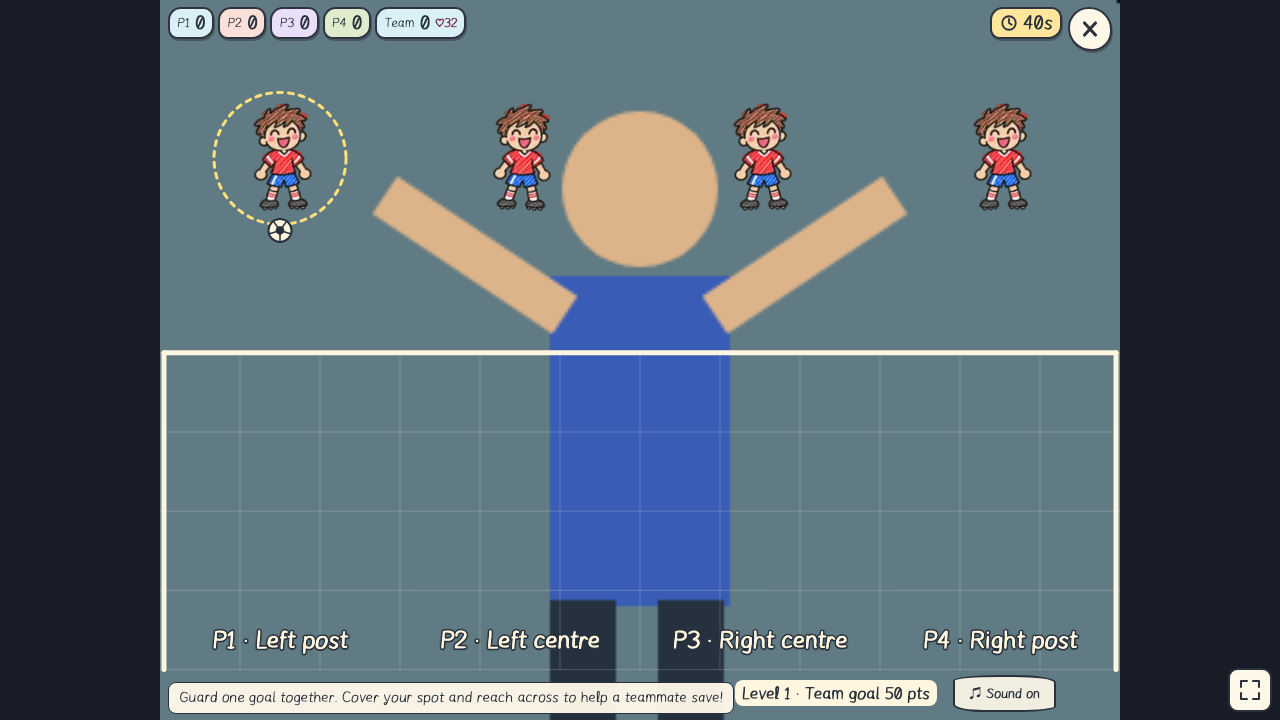 P1 0 P2 0 P3 0 P4 0 Team 0 ♡32 40s
P1 · Left post P2 · Left centre P3 · Right centre P4 · Right post
Guard one goal together. Cover your spot and reach across to help a teammate save! Level 1 · Team goal 50 pts ♫ Sound on